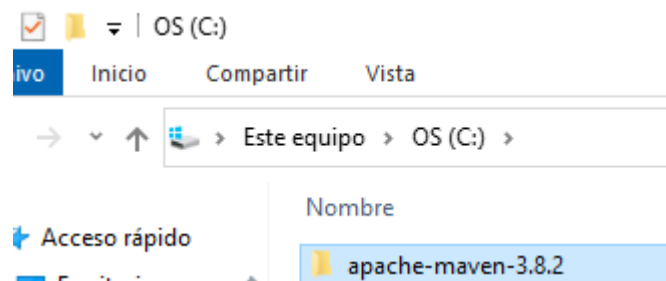 OS (C:)
ivo Inicio Compartir Vista
Este equipo > OS (C:) >
Nombre
Acceso rápido
apache-maven-3.8.2